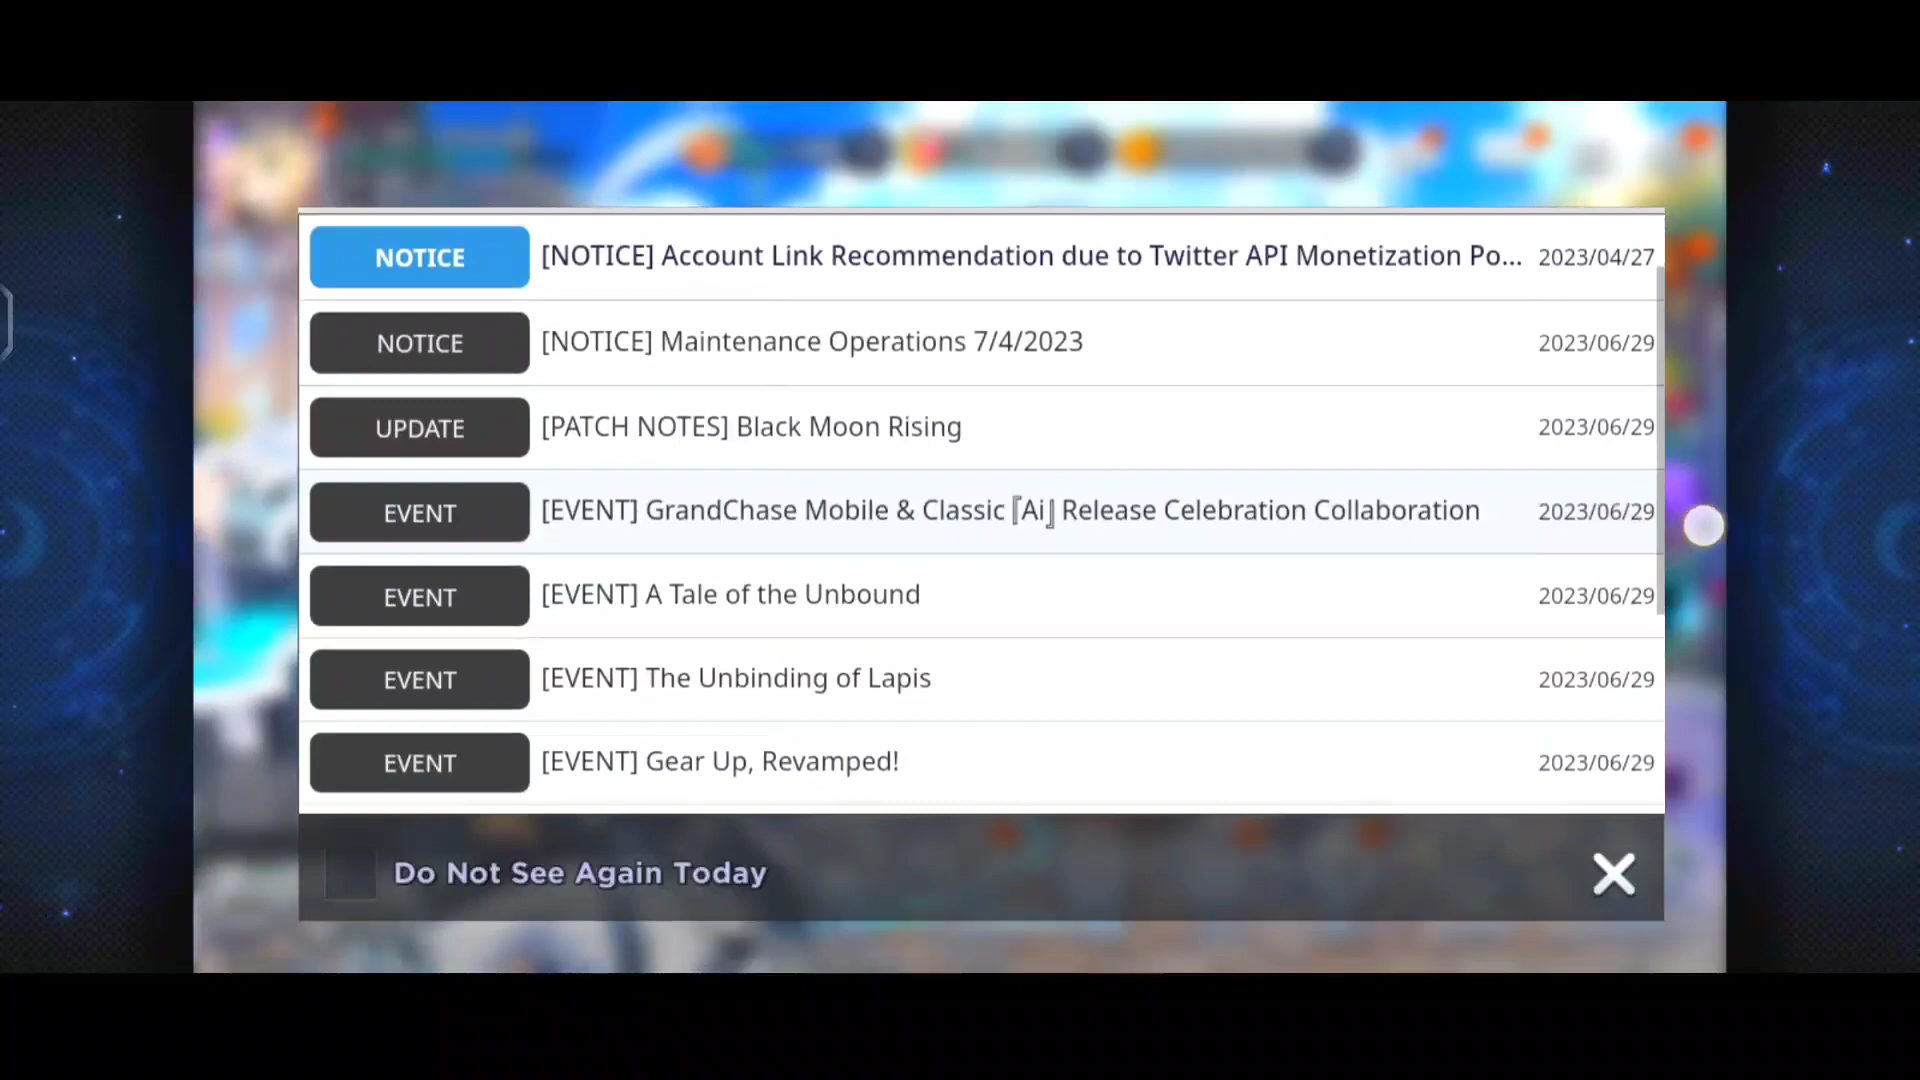 NOTICE [NOTICE] Account Link Recommendation due to Twitter API Monetization Po... 2023/04/27
NOTICE [NOTICE] Maintenance Operations 7/4/2023 2023/06/29
UPDATE [PATCH NOTES] Black Moon Rising 2023/06/29
EVENT [EVENT] GrandChase Mobile & Classic『Ai』Release Celebration Collaboration 2023/06/29
EVENT [EVENT] A Tale of the Unbound 2023/06/29
EVENT [EVENT] The Unbinding of Lapis 2023/06/29
EVENT [EVENT] Gear Up, Revamped! 2023/06/29
Do Not See Again Today